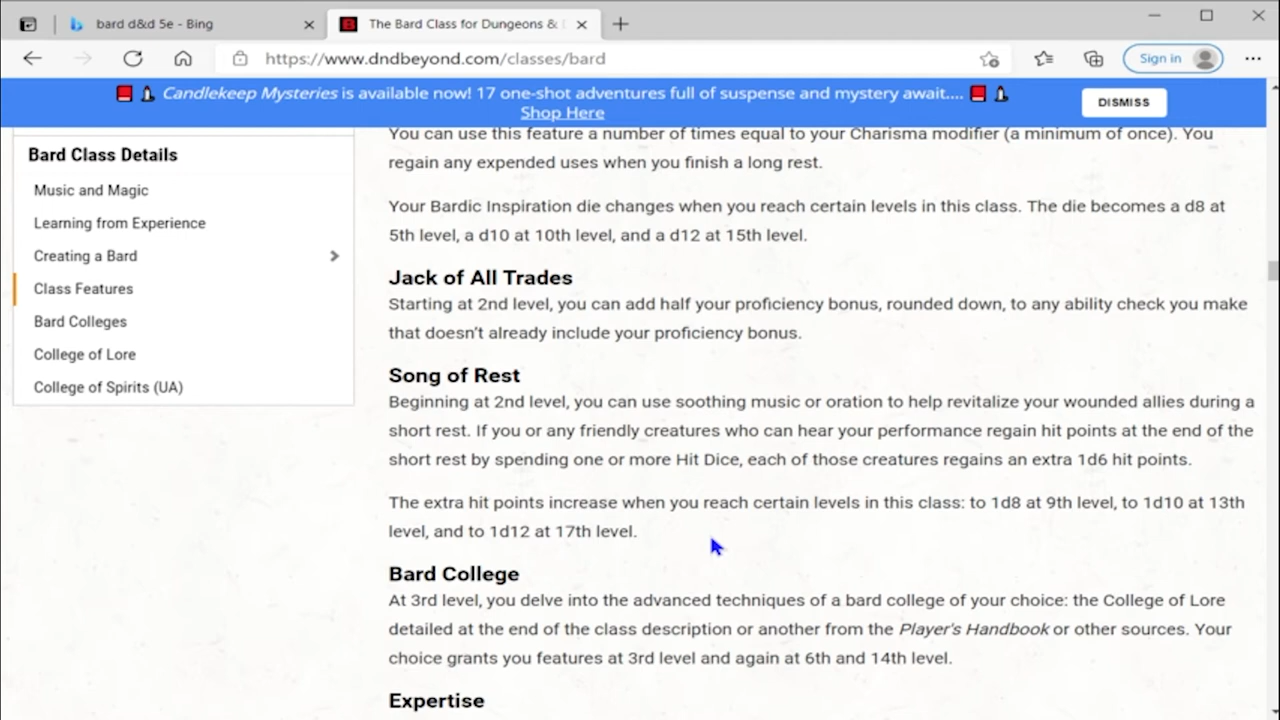 bard d&d 5e - Bing
The Bard Class for Dungeons &
https://www.dndbeyond.com/classes/bard
Sign in
Candlekeep Mysteries is available now! 17 one-shot adventures full of suspense and mystery await....
Shop Here
DISMISS
Bard Class Details
Music and Magic
Learning from Experience
Creating a Bard
Class Features
Bard Colleges
College of Lore
College of Spirits (UA)
You can use this feature a number of times equal to your Charisma modifier (a minimum of once). You
regain any expended uses when you finish a long rest.
Your Bardic Inspiration die changes when you reach certain levels in this class. The die becomes a d8 at
5th level, a d10 at 10th level, and a d12 at 15th level.
Jack of All Trades
Starting at 2nd level, you can add half your proficiency bonus, rounded down, to any ability check you make
that doesn't already include your proficiency bonus.
Song of Rest
Beginning at 2nd level, you can use soothing music or oration to help revitalize your wounded allies during a
short rest. If you or any friendly creatures who can hear your performance regain hit points at the end of the
short rest by spending one or more Hit Dice, each of those creatures regains an extra 1d6 hit points.
The extra hit points increase when you reach certain levels in this class: to 1d8 at 9th level, to 1d10 at 13th
level, and to 1d12 at 17th level.
Bard College
At 3rd level, you delve into the advanced techniques of a bard college of your choice: the College of Lore
detailed at the end of the class description or another from the Player's Handbook or other sources. Your
choice grants you features at 3rd level and again at 6th and 14th level.
Expertise